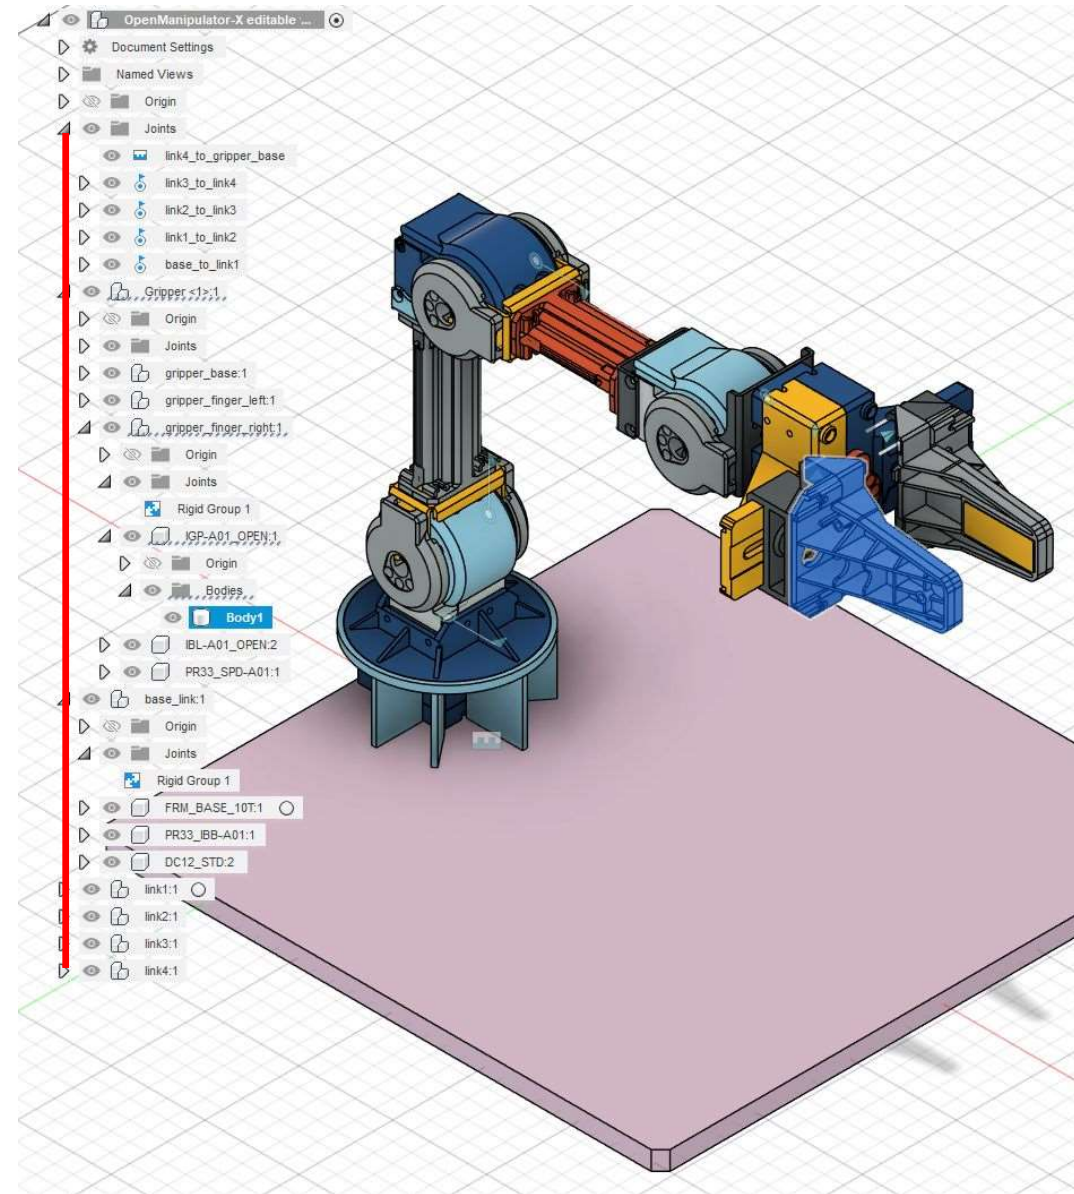 OpenManipulator-X editable ...
Document Settings
Named Views
Origin
Joints
link4_to_gripper_base
link3_to_link4
link2_to_link3
link1_to_link2
base_to_link1
Gripper <1>:1
Origin
Joints
gripper_base:1
gripper_finger_left:1
gripper_finger_right:1
Origin
Joints
Rigid Group 1
IGP-A01_OPEN:1
Origin
Bodies
Body1
IBL-A01_OPEN:2
PR33_SPD-A01:1
base_link:1
Origin
Joints
Rigid Group 1
FRM_BASE_10T:1
PR33_IBB-A01:1
DC12_STD:2
link1:1
link2:1
link3:1
link4:1